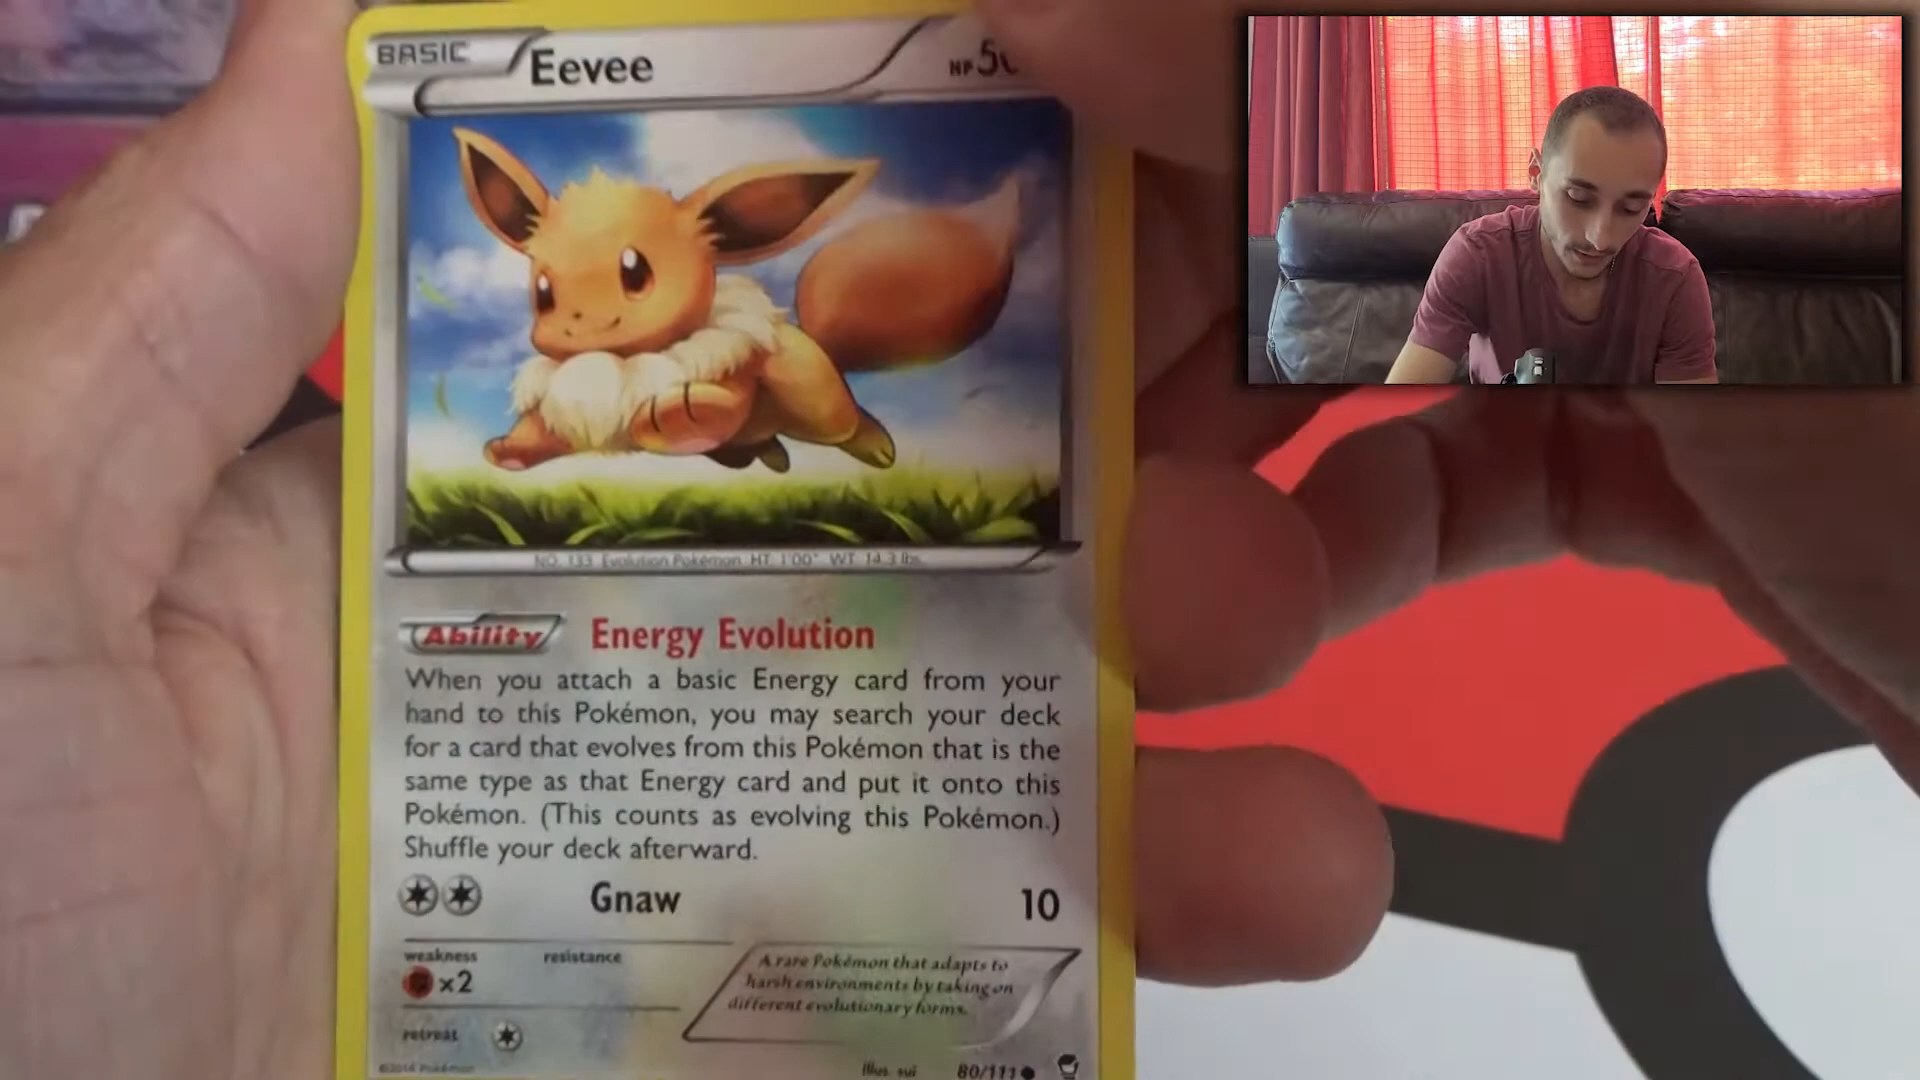 BASIC
Eevee
HP 50
NO. 133 Evolution Pokémon HT: 1'00" WT: 14.3 lbs.
Ability Energy Evolution
When you attach a basic Energy card from your
hand to this Pokémon, you may search your deck
for a card that evolves from this Pokémon that is the
same type as that Energy card and put it onto this
Pokémon. (This counts as evolving this Pokémon.)
Shuffle your deck afterward.
Gnaw 10
weakness resistance
×2
A rare Pokémon that adapts to
harsh environments by taking on
different evolutionary forms.
retreat
©2014 Pokémon
Illus. sui 80/111